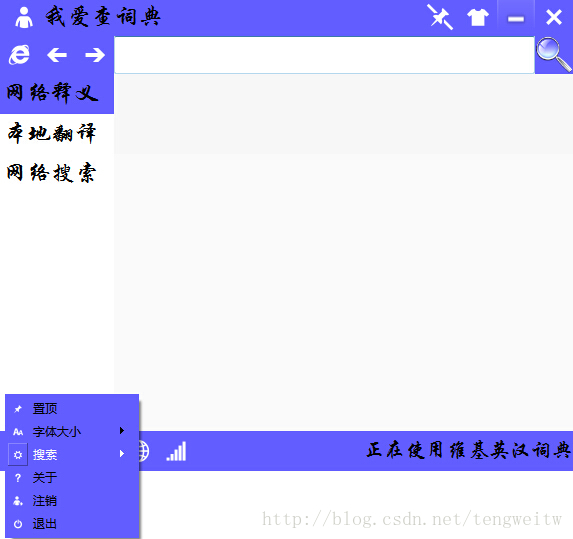 我爱查词典
网络释义
本地翻译
网络搜索
置顶
字体大小
搜索
关于
注销
退出
正在使用维基英汉词典
http://blog.csdn.net/tengweitw